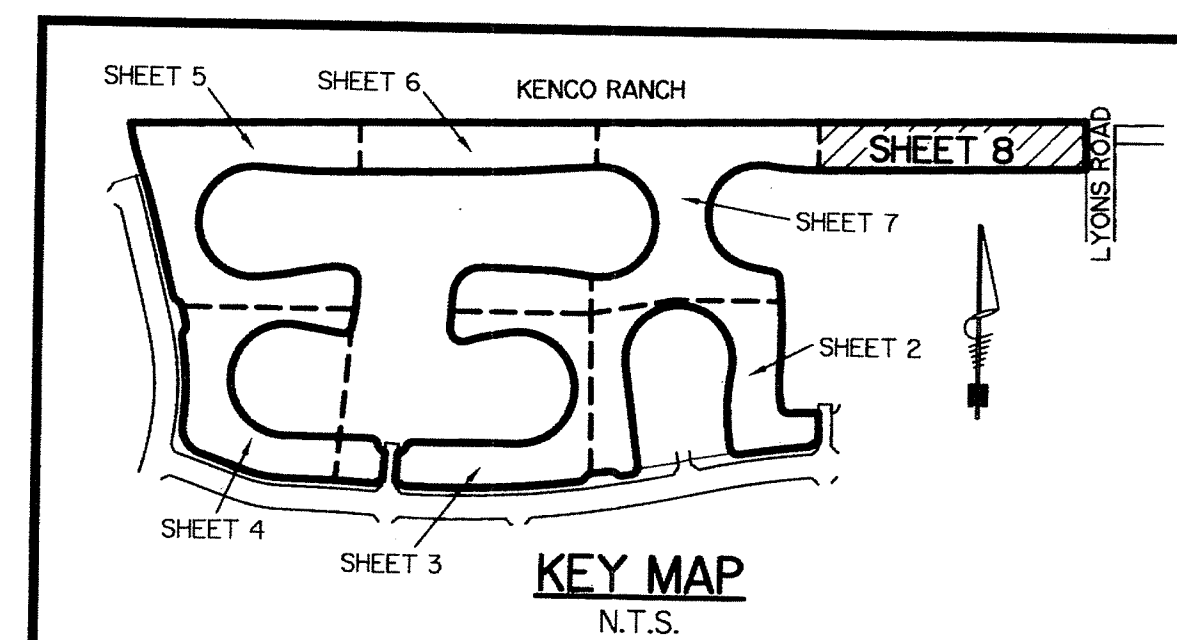 SHEET 5
SHEET 6
KENCO RANCH
SHEET 8
LYONS ROAD
SHEET 7
SHEET 2
SHEET 4
SHEET 3
KEY MAP
N.T.S.